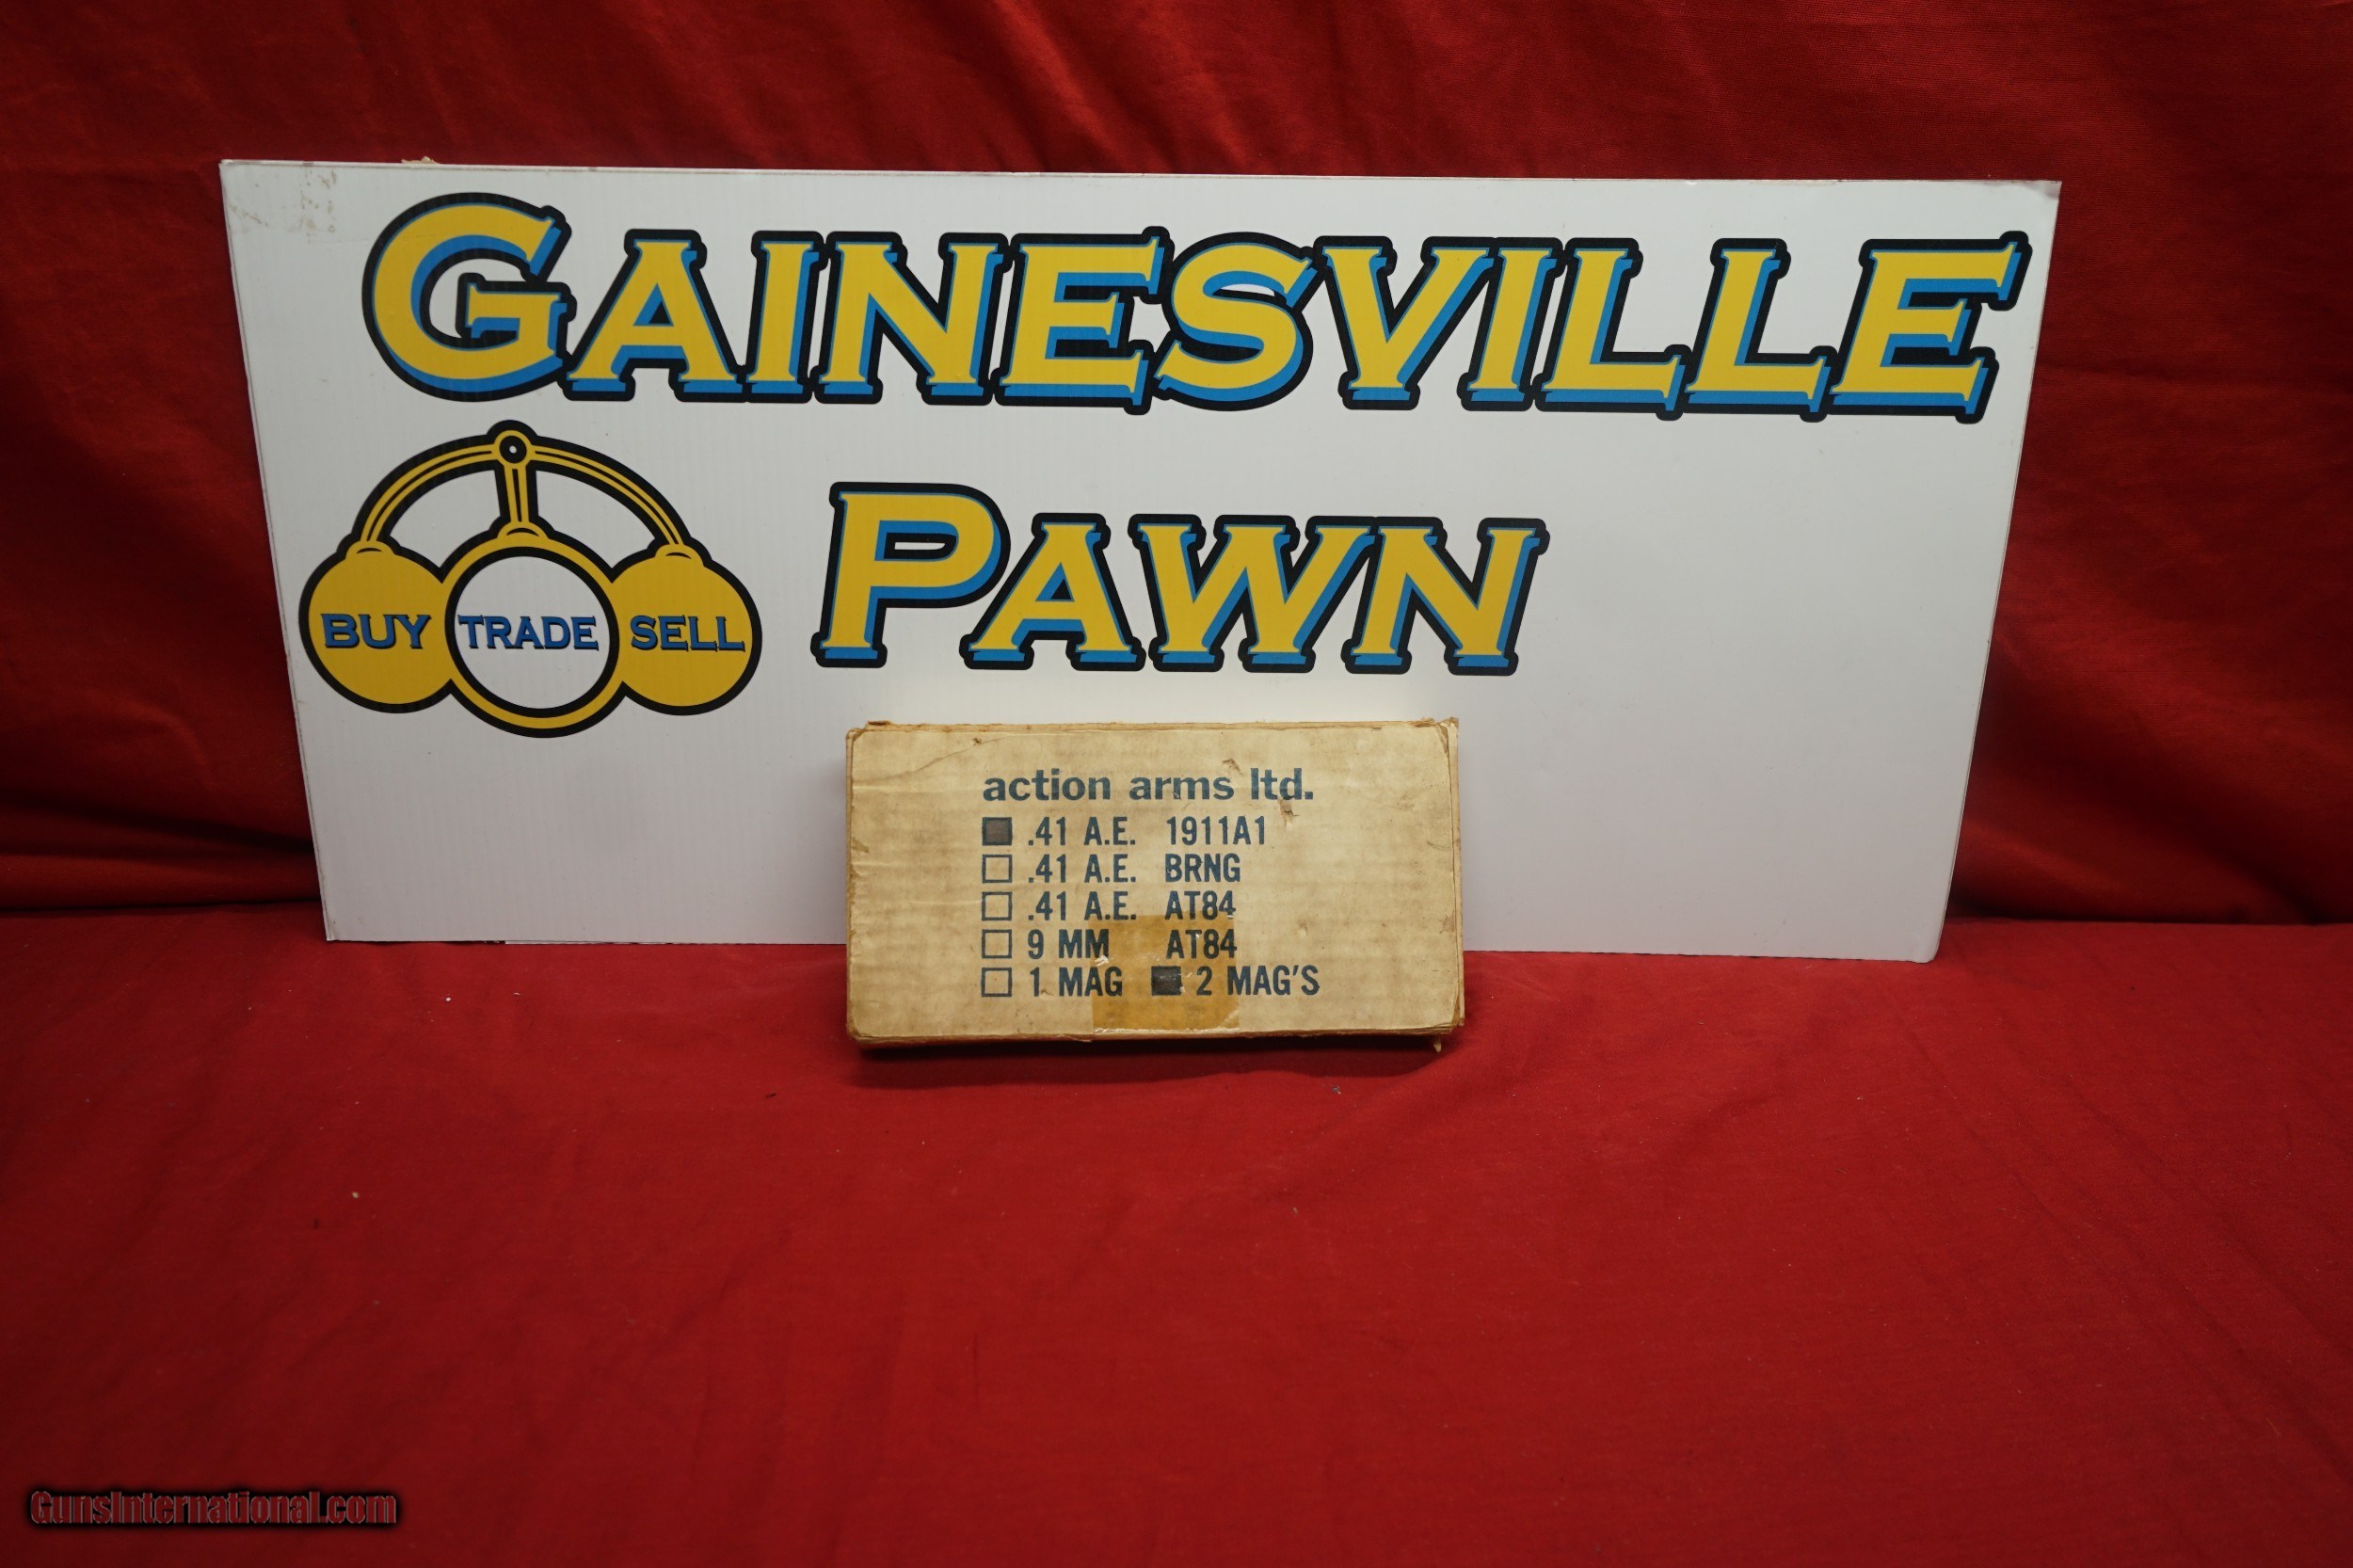 GAINESVILLE
PAWN
BUY TRADE SELL
action arms ltd.
.41 A.E. 1911A1
.41 A.E. BRNG
.41 A.E. AT84
9 MM AT84
1 MAG 2 MAG'S
GunsInternational.com